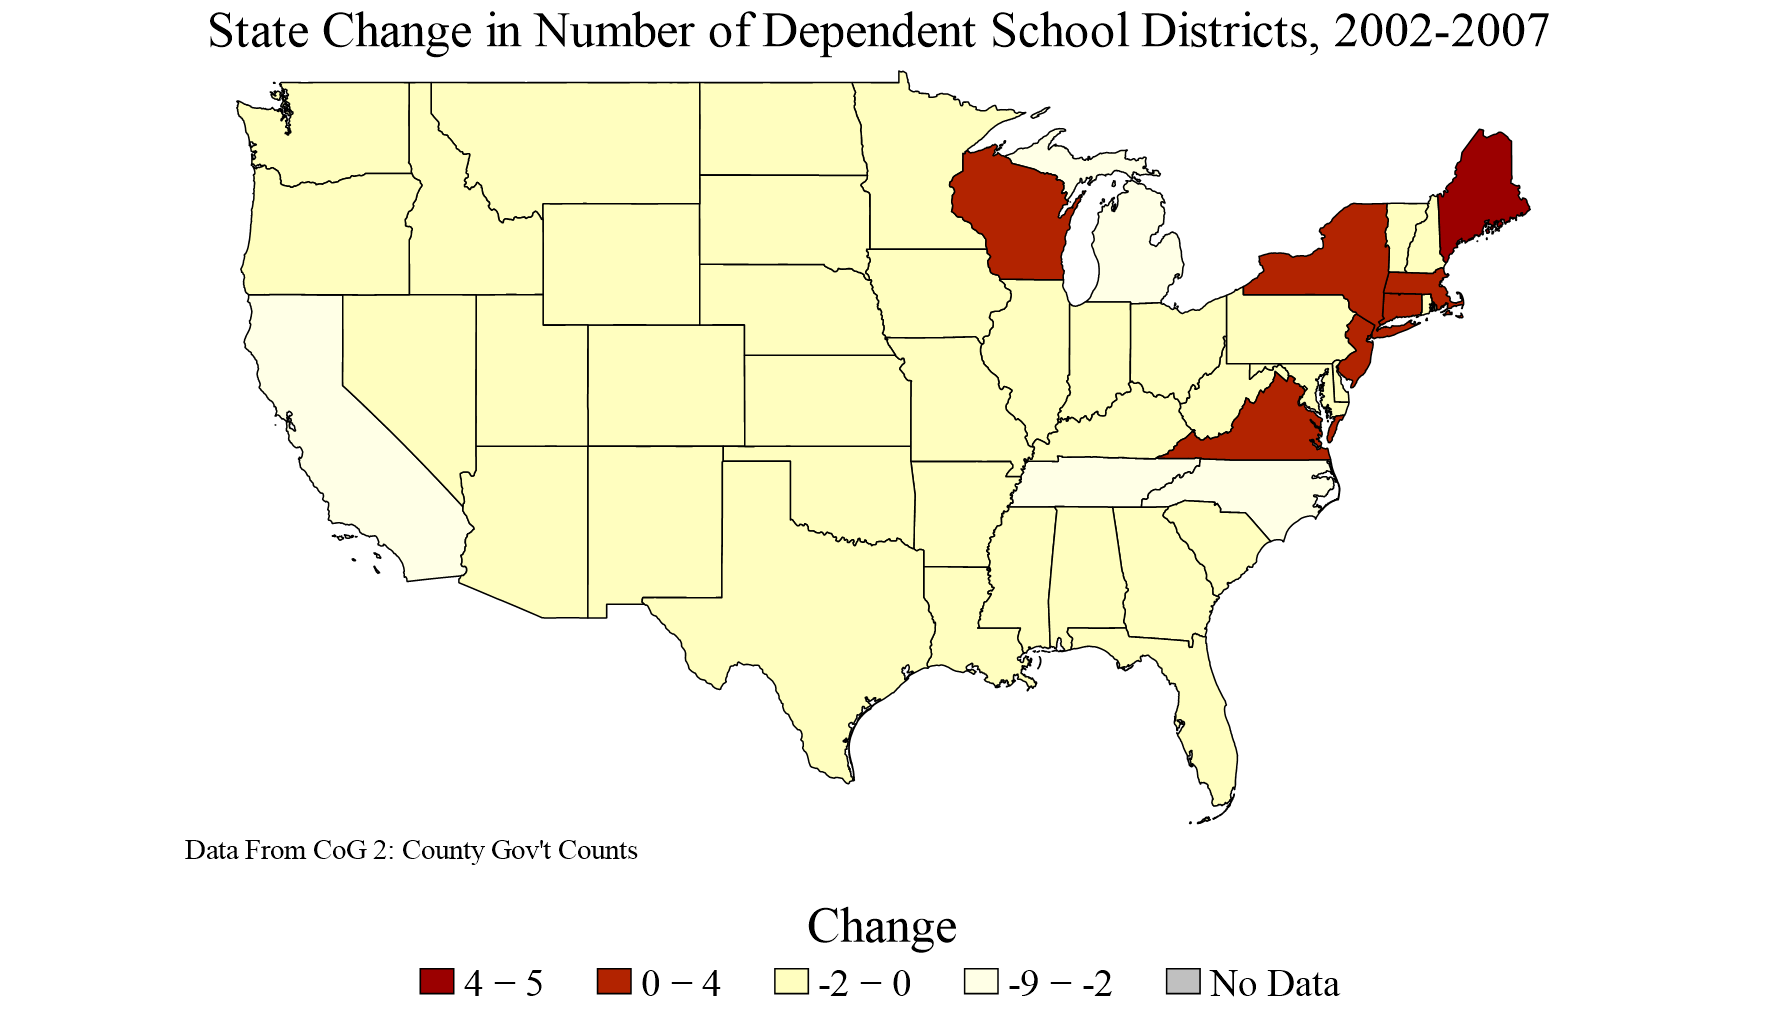 State Change in Number of Dependent School Districts, 2002-2007
Data From CoG 2: County Gov't Counts
Change
4 − 5 0 − 4 -2 − 0 -9 − -2 No Data